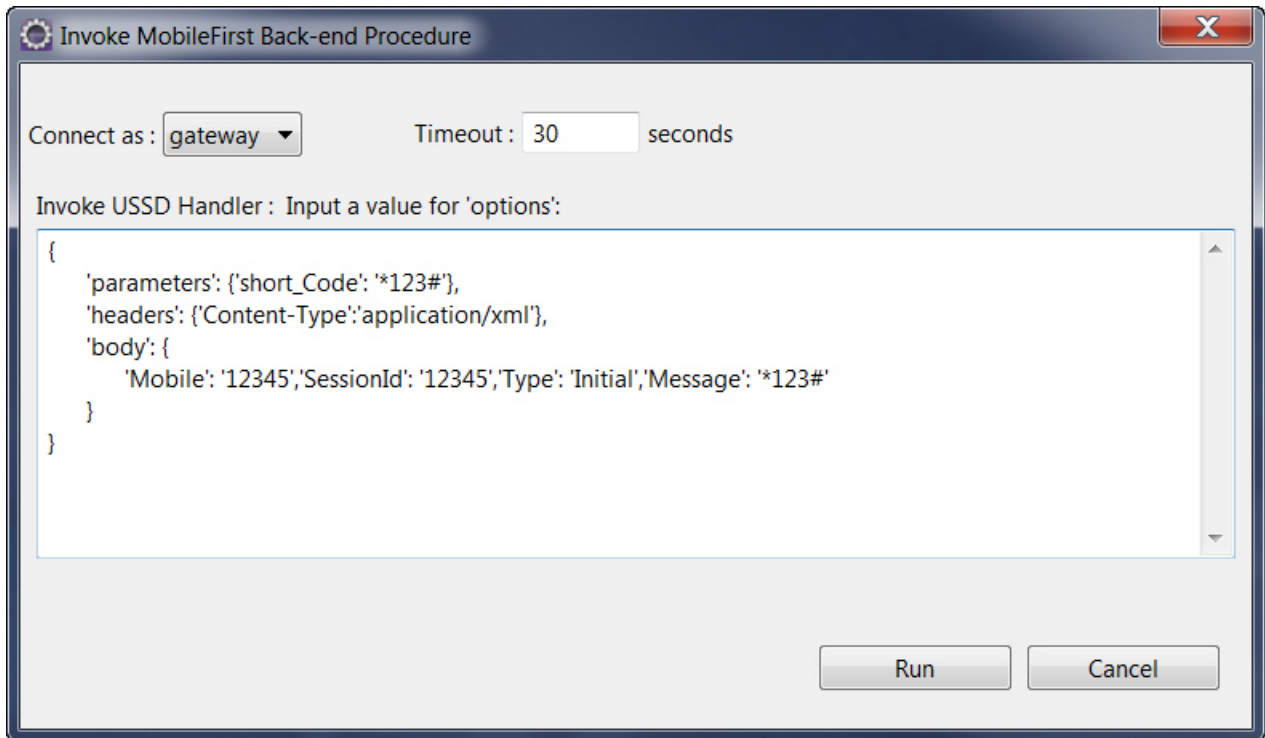 Invoke MobileFirst Back-end Procedure
X
Connect as : gateway Timeout : 30 seconds
Invoke USSD Handler : Input a value for 'options':
{
'parameters': {'short_Code': '*123#'},
'headers': {'Content-Type':'application/xml'},
'body': {
'Mobile': '12345','SessionId': '12345','Type': 'Initial','Message': '*123#'
}
}
Run Cancel